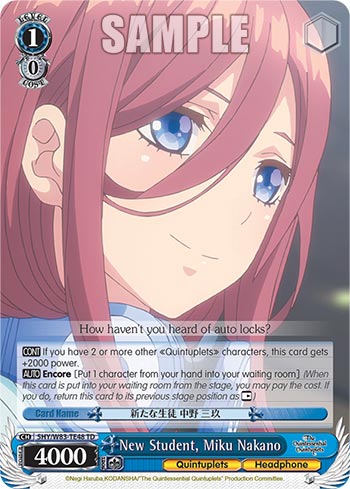 LEVEL
1
0
COST
SAMPLE
How haven't you heard of auto locks?
CONT If you have 2 or more other «Quintuplets» characters, this card gets
+2000 power.
AUTO Encore [Put 1 character from your hand into your waiting room] (When
this card is put into your waiting room from the stage, you may pay the cost. If
you do, return this card to its previous stage position as )
Card Name 新たな生徒 中野 三玖
CH 5HY/W83-TE48 TD
New Student, Miku Nakano
The Quintessential Quintuplets
POWER
4000
Quintuplets Headphone
©Negi Haruba,KODANSHA/"The Quintessential Quintuplets" Production Committee.